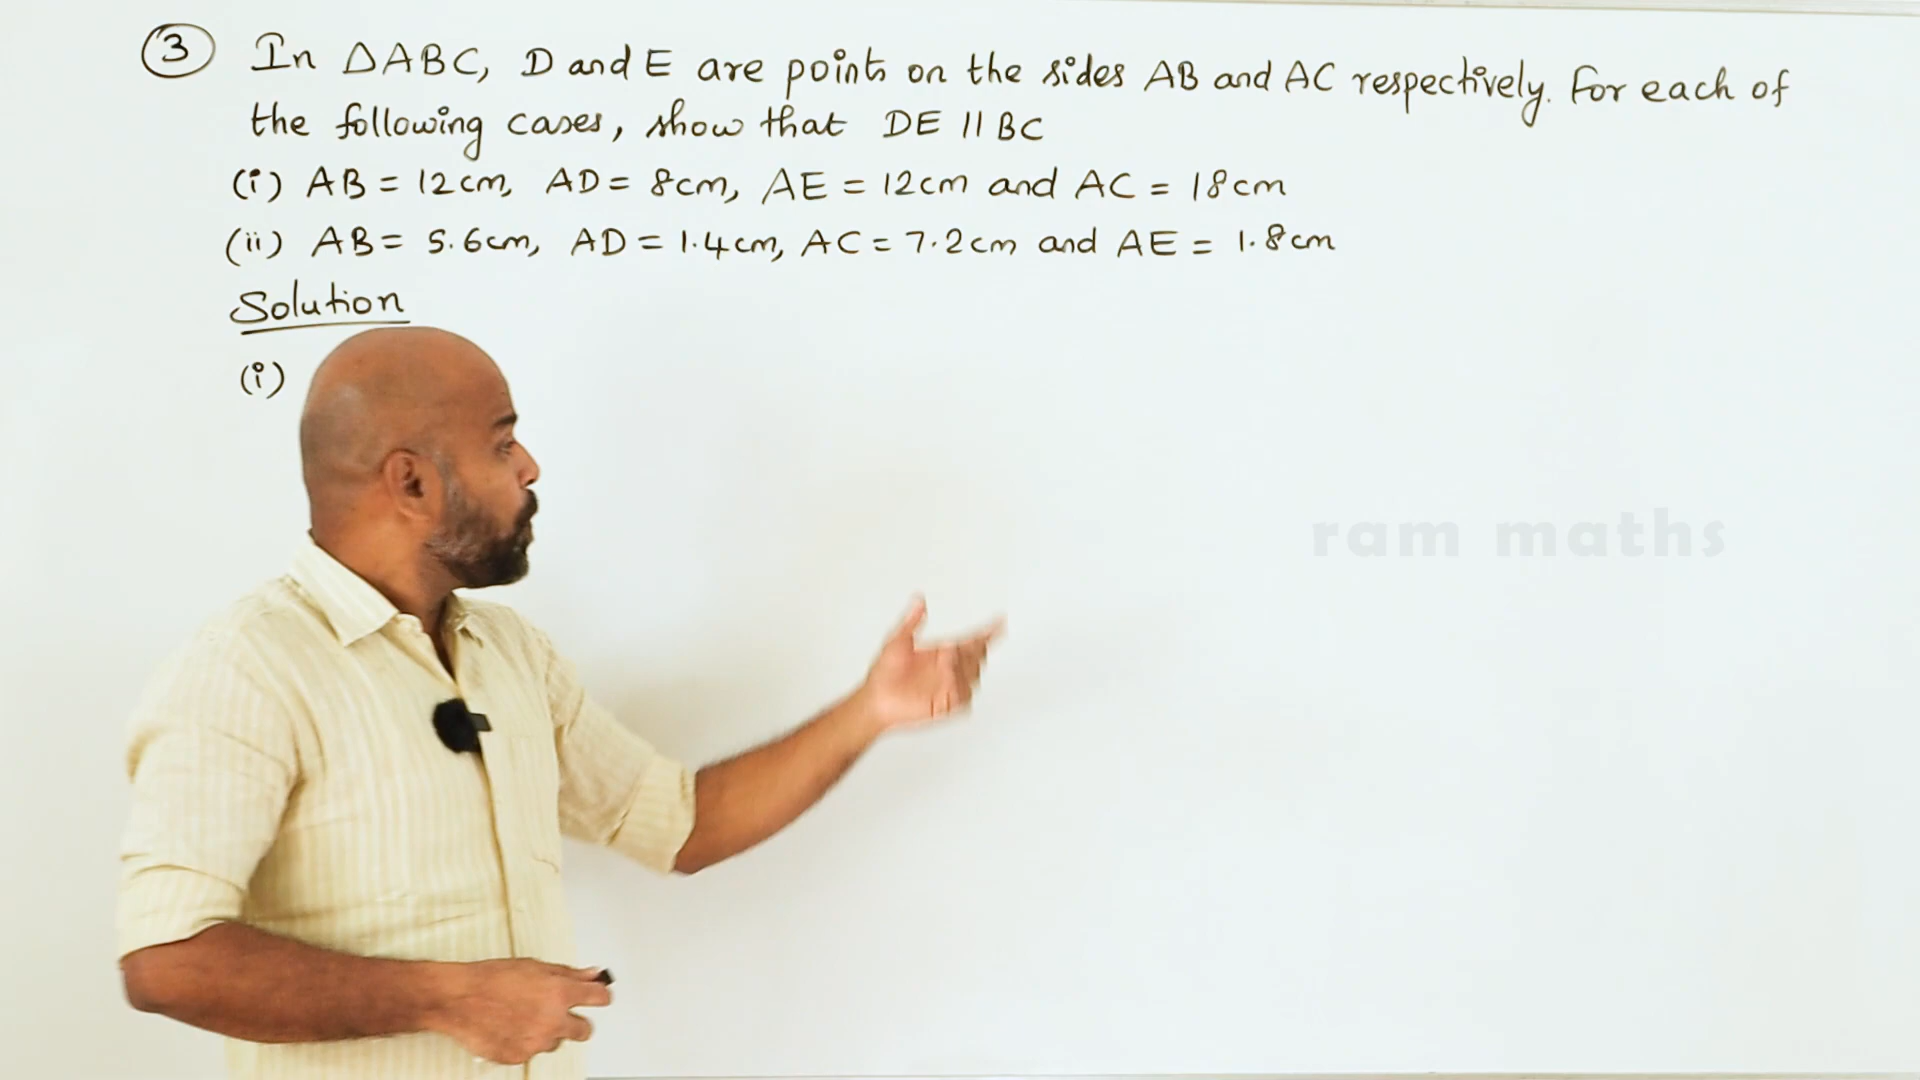 3 In ΔABC, D and E are points on the sides AB and AC respectively. For each of
the following cases, show that DE || BC
(i) AB = 12cm, AD = 8cm, AE = 12cm and AC = 18cm
(ii) AB = 5.6cm, AD = 1.4cm, AC = 7.2cm and AE = 1.8cm
Solution
(i)
ram maths